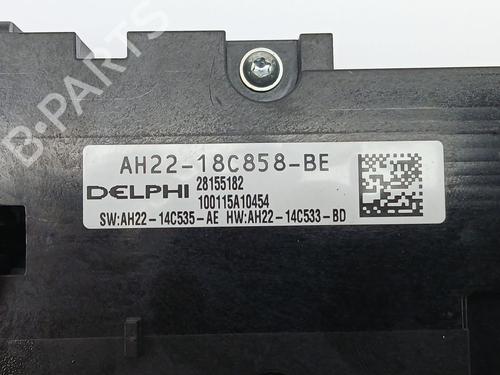 B-PARTS
AH22-18C858-BE
DELPHI 28155182
100115A10454
SW:AH22-14C535-AE HW:AH22-14C533-BD